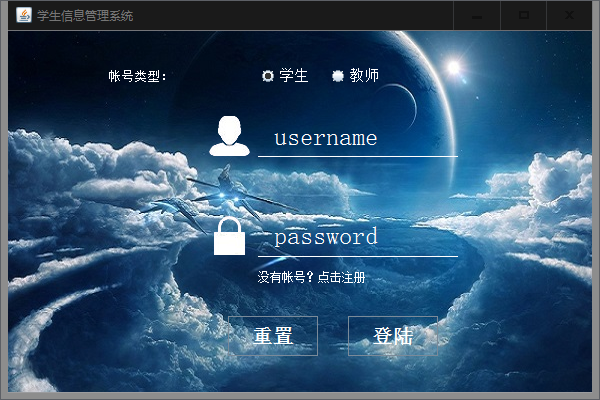 学生信息管理系统
帐号类型： 学生 教师
username
password
没有帐号？点击注册
重置 登陆